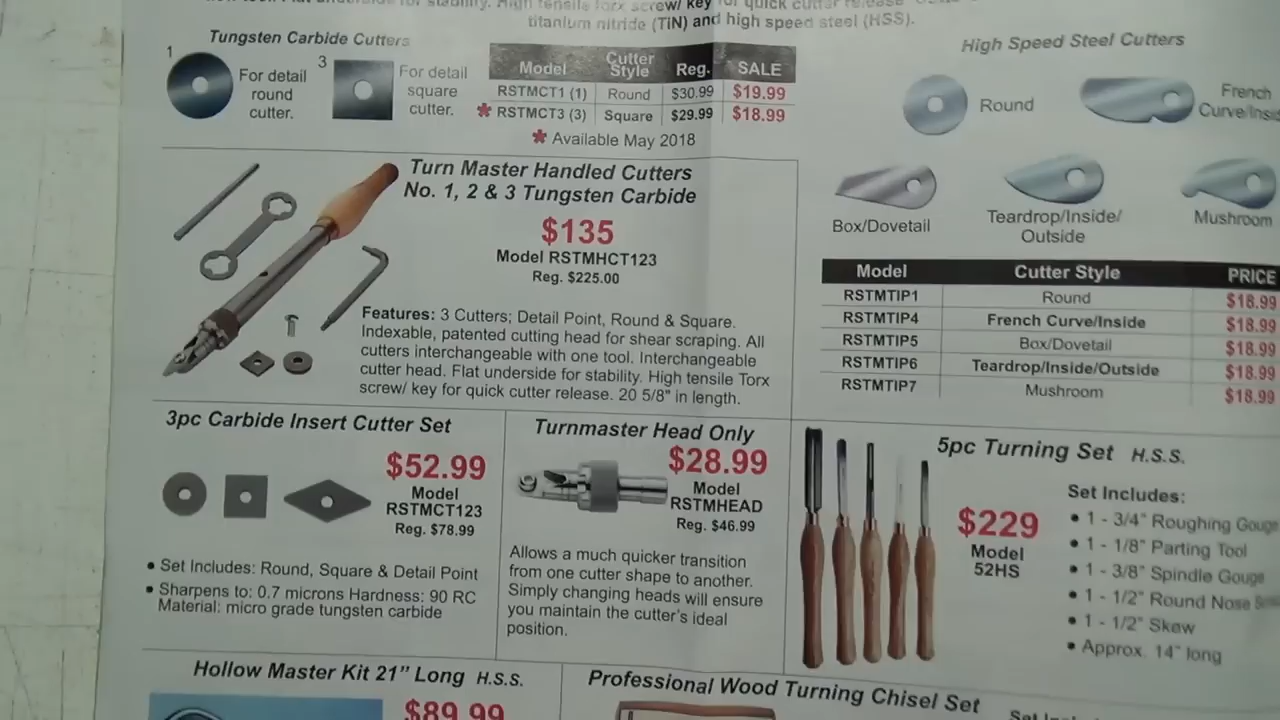 titanium nitride (TiN) and high speed steel (HSS).
Tungsten Carbide Cutters
1
For detail
round
cutter.
3
For detail
square
cutter.
Model Cutter Style Reg. SALE
RSTMCT1 (1) Round $30.99 $19.99
* RSTMCT3 (3) Square $29.99 $18.99
* Available May 2018
High Speed Steel Cutters
Round
French
Box/Dovetail
Teardrop/Inside/
Outside
Mushroom
Model Cutter Style PRICE
RSTMTIP1 Round $18.99
RSTMTIP4 French Curve/Inside $18.99
RSTMTIP5 Box/Dovetail $18.99
RSTMTIP6 Teardrop/Inside/Outside $18.99
RSTMTIP7 Mushroom $18.99
Turn Master Handled Cutters
No. 1, 2 & 3 Tungsten Carbide
$135
Model RSTMHCT123
Reg. $225.00
Features: 3 Cutters; Detail Point, Round & Square.
Indexable, patented cutting head for shear scraping. All
cutters interchangeable with one tool. Interchangeable
cutter head. Flat underside for stability. High tensile Torx
screw/ key for quick cutter release. 20 5/8" in length.
3pc Carbide Insert Cutter Set
$52.99
Model
RSTMCT123
Reg. $78.99
• Set Includes: Round, Square & Detail Point
• Sharpens to: 0.7 microns Hardness: 90 RC
Material: micro grade tungsten carbide
Turnmaster Head Only
$28.99
Model
RSTMHEAD
Reg. $46.99
Allows a much quicker transition
from one cutter shape to another.
Simply changing heads will ensure
you maintain the cutter's ideal
position.
5pc Turning Set H.S.S.
$229
Model
52HS
Set Includes:
• 1 - 3/4" Roughing Gouge
• 1 - 1/8" Parting Tool
• 1 - 3/8" Spindle Gouge
• 1 - 1/2" Round Nose
• 1 - 1/2" Skew
• Approx. 14" long
Hollow Master Kit 21" Long H.S.S.
$89.99
Professional Wood Turning Chisel Set